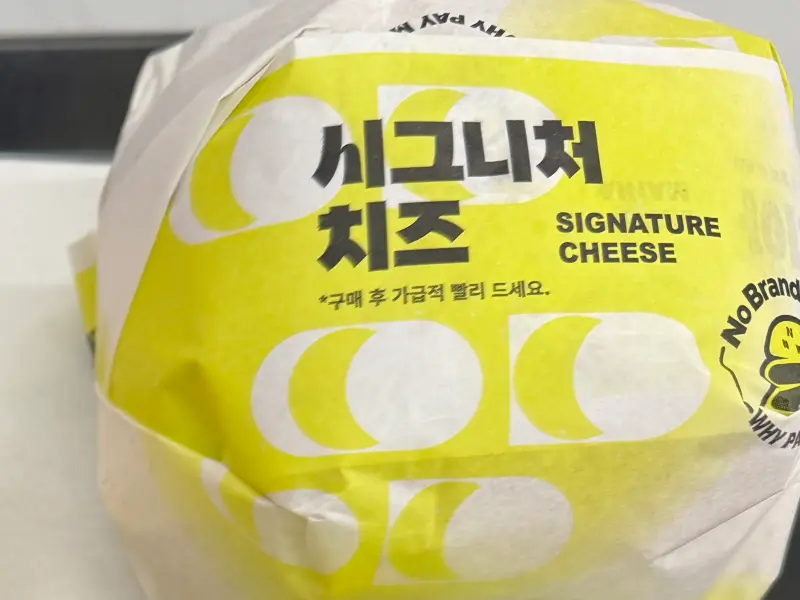 시그니처
치즈
SIGNATURE
CHEESE
*구매 후 가급적 빨리 드세요.
No Brand
WHY
WHY PAY